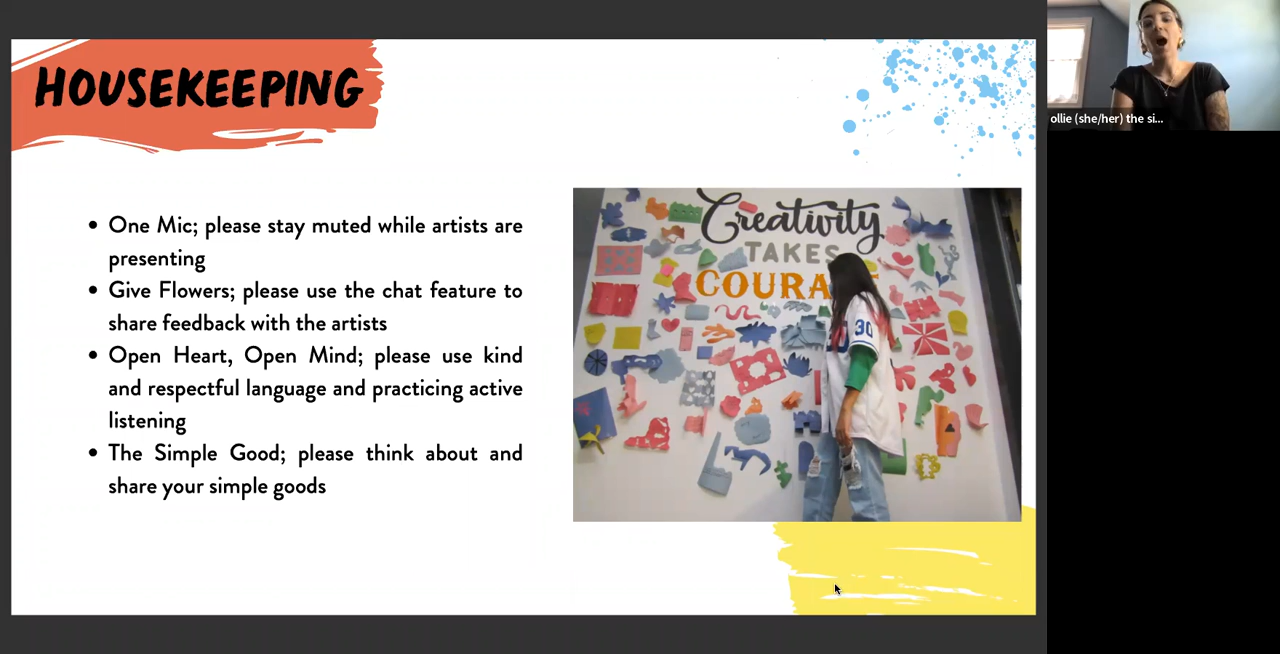 HOUSEKEEPING
• One Mic; please stay muted while artists are
presenting
• Give Flowers; please use the chat feature to
share feedback with the artists
• Open Heart, Open Mind; please use kind
and respectful language and practicing active
listening
• The Simple Good; please think about and
share your simple goods
Creativity
TAKES
COURA
30
ollie (she/her) the si...